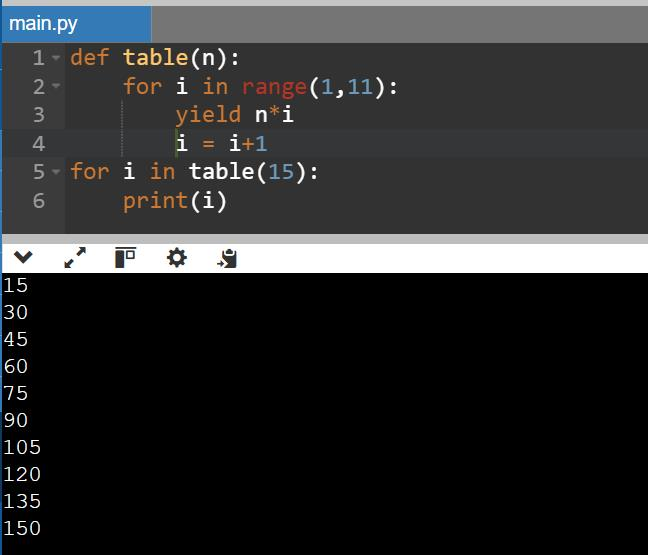 main.py
1 def table(n):
2     for i in range(1,11):
3         yield n*i
4         i = i+1
5 for i in table(15):
6     print(i)
15
30
45
60
75
90
105
120
135
150